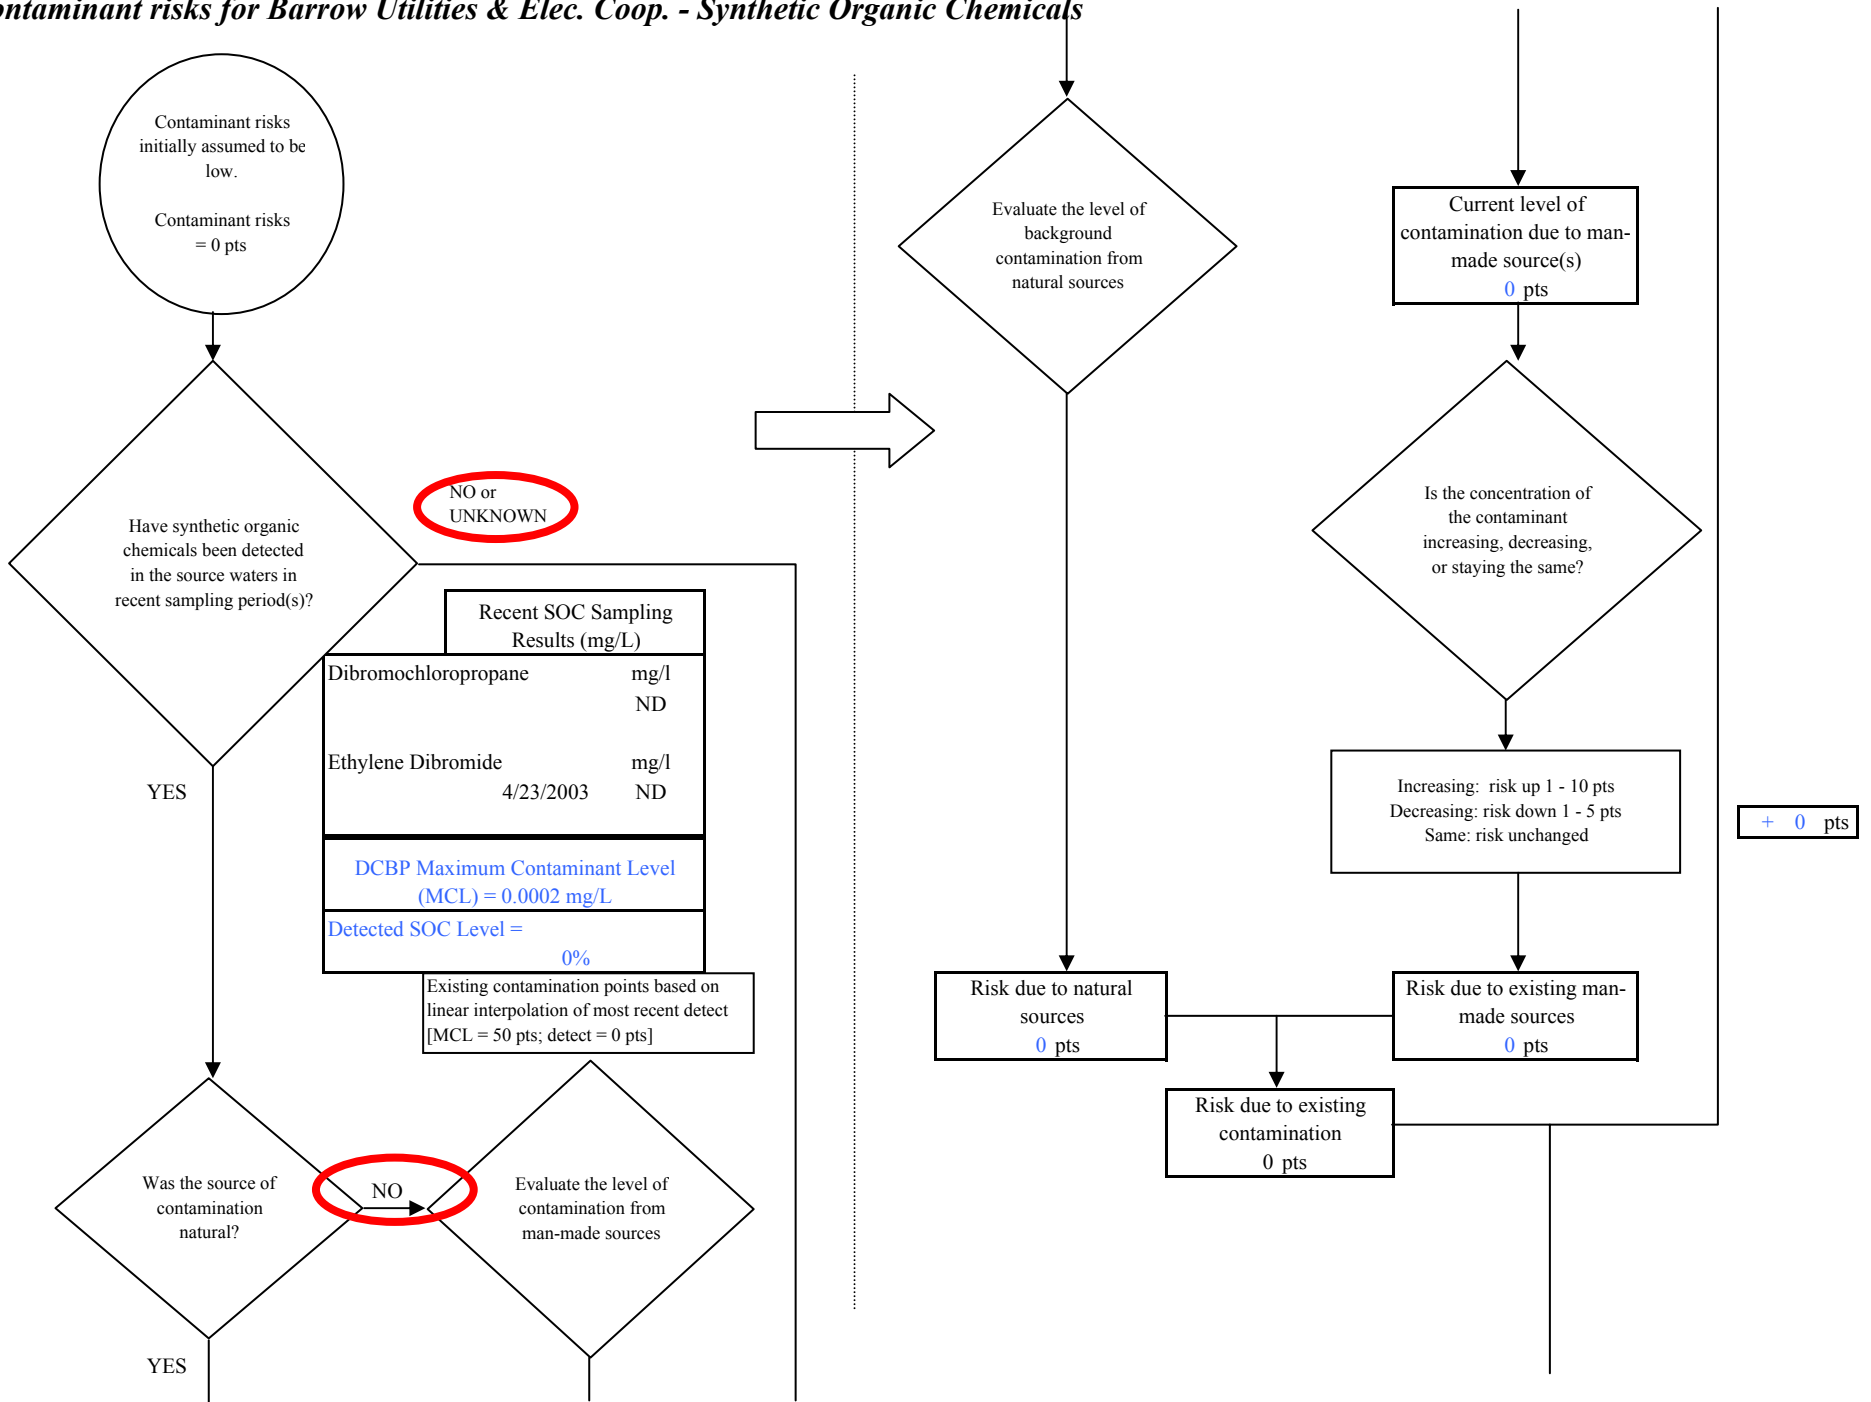 ontaminant risks for Barrow Utilities & Elec. Coop. - Synthetic Organic Chemicals
Contaminant risks
initially assumed to be
low.
Contaminant risks
= 0 pts
Have synthetic organic
chemicals been detected
in the source waters in
recent sampling period(s)?
NO or
UNKNOWN
YES
Recent SOC Sampling
Results (mg/L)
Dibromochloropropane mg/l
ND
Ethylene Dibromide mg/l
4/23/2003 ND
DCBP Maximum Contaminant Level
(MCL) = 0.0002 mg/L
Detected SOC Level =
0%
Existing contamination points based on
linear interpolation of most recent detect
[MCL = 50 pts; detect = 0 pts]
Was the source of
contamination
natural?
NO
Evaluate the level of
contamination from
man-made sources
YES
Evaluate the level of
background
contamination from
natural sources
Current level of
contamination due to man-
made source(s)
0 pts
Is the concentration of
the contaminant
increasing, decreasing,
or staying the same?
Increasing: risk up 1 - 10 pts
Decreasing: risk down 1 - 5 pts
Same: risk unchanged
+ 0 pts
Risk due to natural
sources
0 pts
Risk due to existing man-
made sources
0 pts
Risk due to existing
contamination
0 pts